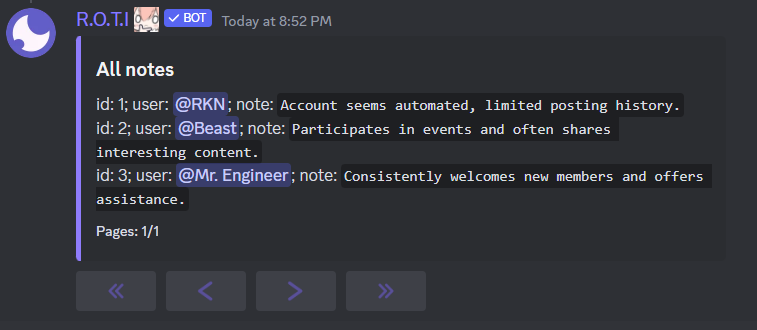 R.O.T.I ✓ BOT Today at 8:52 PM
All notes
id: 1; user: @RKN; note: Account seems automated, limited posting history.
id: 2; user: @Beast; note: Participates in events and often shares
interesting content.
id: 3; user: @Mr. Engineer; note: Consistently welcomes new members and offers
assistance.
Pages: 1/1
« < > »